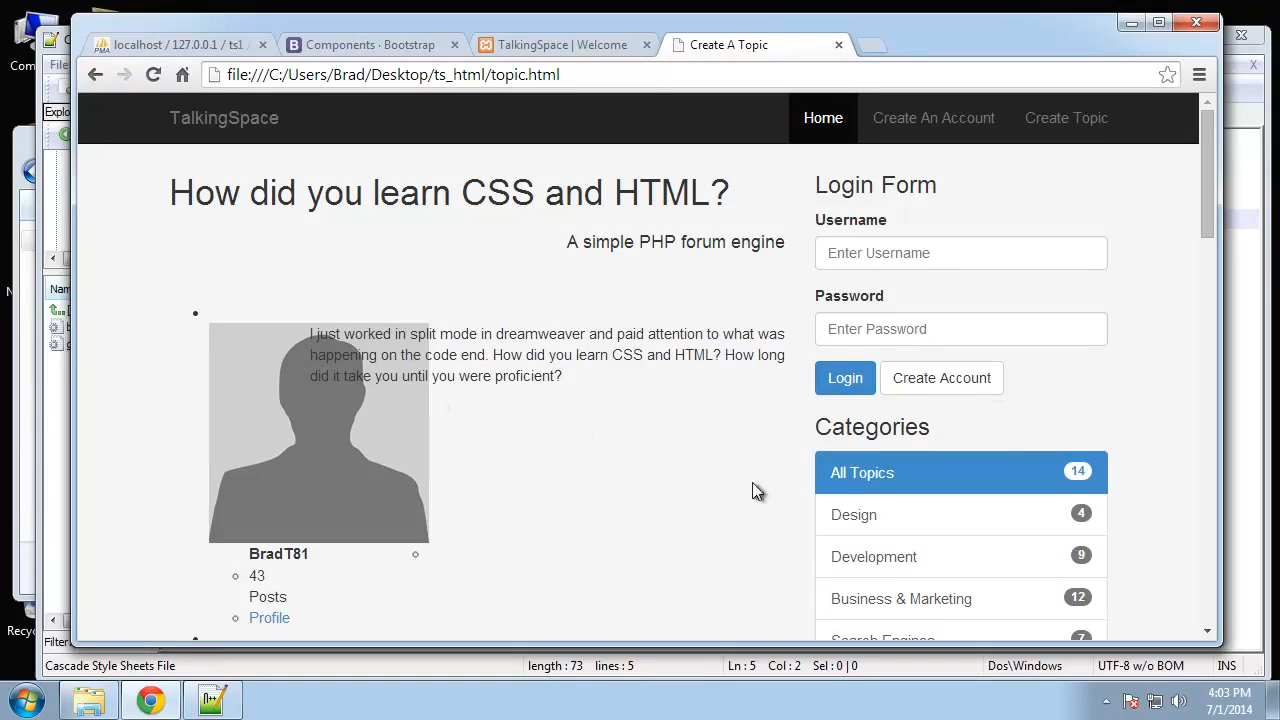 localhost / 127.0.0.1 / ts1
Components · Bootstrap
TalkingSpace | Welcome
Create A Topic
file:///C:/Users/Brad/Desktop/ts_html/topic.html
TalkingSpace
Home
Create An Account
Create Topic
How did you learn CSS and HTML?
A simple PHP forum engine
I just worked in split mode in dreamweaver and paid attention to what was
happening on the code end. How did you learn CSS and HTML? How long
did it take you until you were proficient?
BradT81
43
Posts
Profile
Login Form
Username
Enter Username
Password
Enter Password
Login
Create Account
Categories
All Topics 14
Design 4
Development 9
Business & Marketing 12
Search Engines 7
Cascade Style Sheets File
length : 73 lines : 5
Ln : 5 Col : 2 Sel : 0 | 0
Dos\Windows
UTF-8 w/o BOM
INS
4:03 PM
7/1/2014